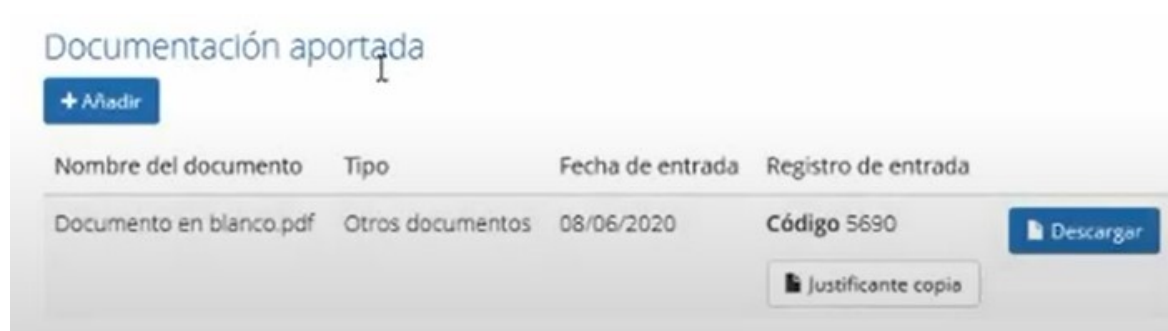 Documentación aportada
+ Añadir
Nombre del documento Tipo Fecha de entrada Registro de entrada
Documento en blanco.pdf Otros documentos 08/06/2020 Código 5690 Descargar
Justificante copia